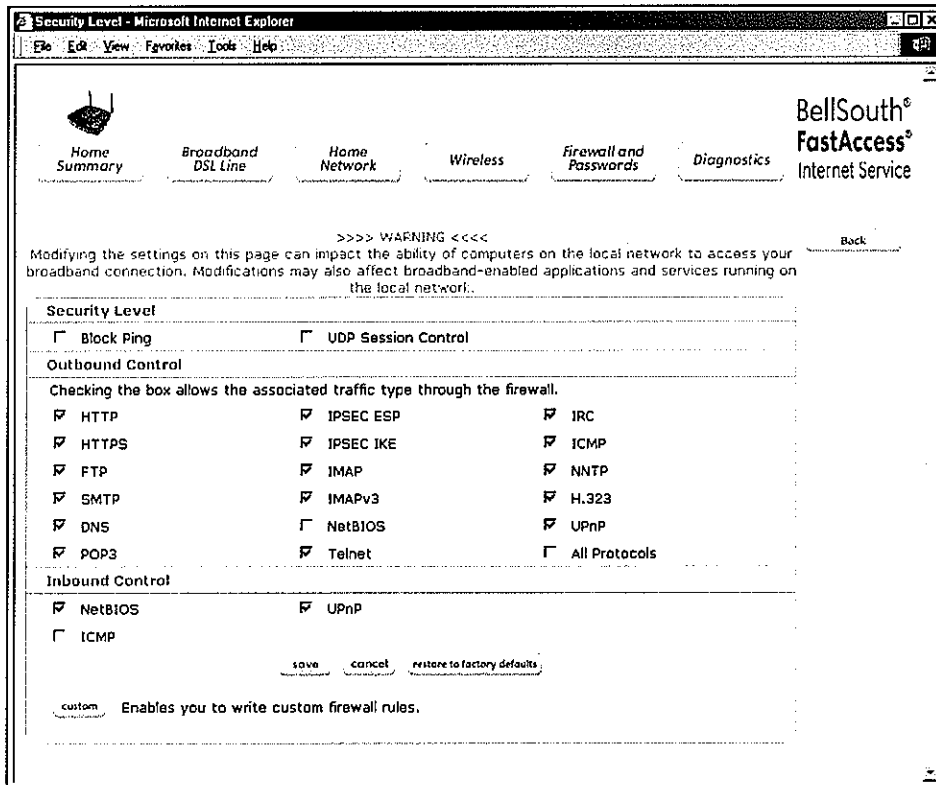 Security Level - Microsoft Internet Explorer
File Edit View Favorites Tools Help
BellSouth®
FastAccess®
Internet Service
Home Summary
Broadband DSL Line
Home Network
Wireless
Firewall and Passwords
Diagnostics
>>>> WARNING <<<<
Back
Modifying the settings on this page can impact the ability of computers on the local network to access your
broadband connection. Modifications may also affect broadband-enabled applications and services running on
the local network.
Security Level
Block Ping UDP Session Control
Outbound Control
Checking the box allows the associated traffic type through the firewall.
HTTP IPSEC ESP IRC
HTTPS IPSEC IKE ICMP
FTP IMAP NNTP
SMTP IMAPv3 H.323
DNS NetBIOS UPnP
POP3 Telnet All Protocols
Inbound Control
NetBIOS UPnP
ICMP
save cancel restore to factory defaults
custom Enables you to write custom firewall rules.